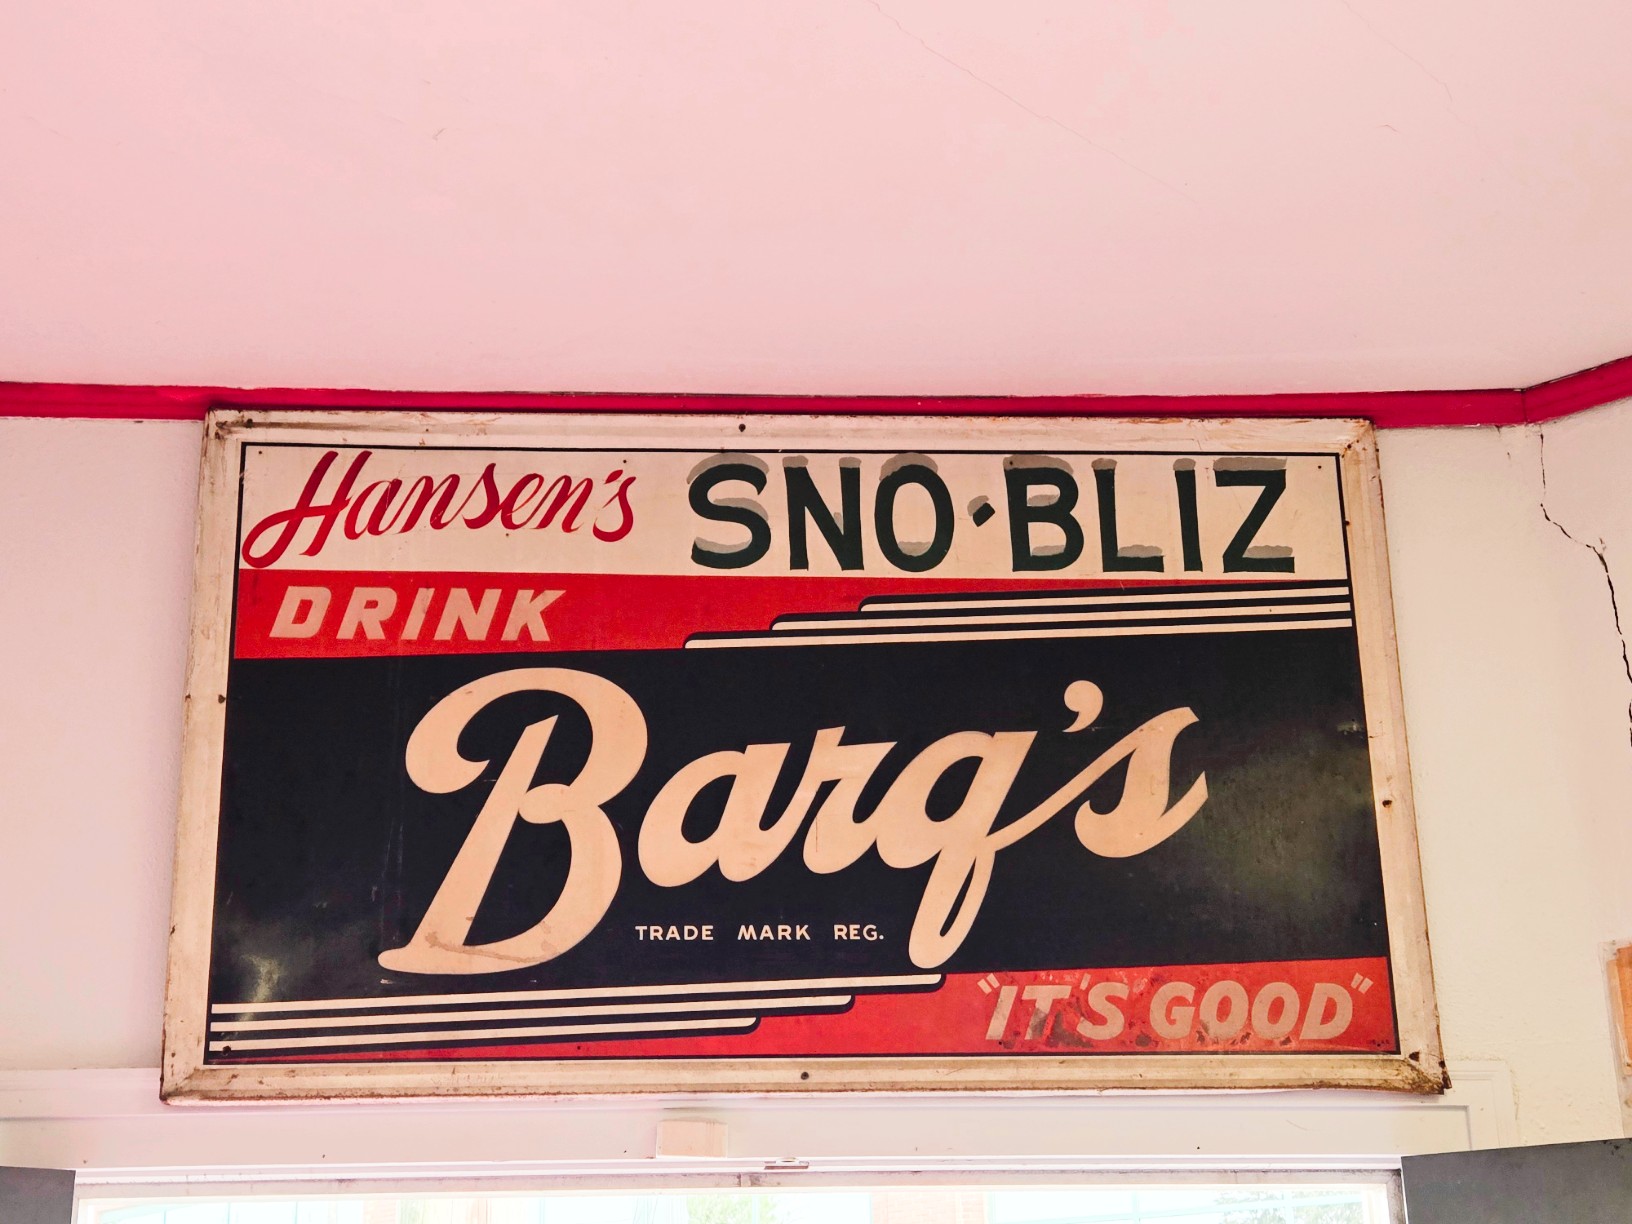 Hansen's SNO·BLIZ
DRINK
Barq's
TRADE MARK REG.
"IT'S GOOD"